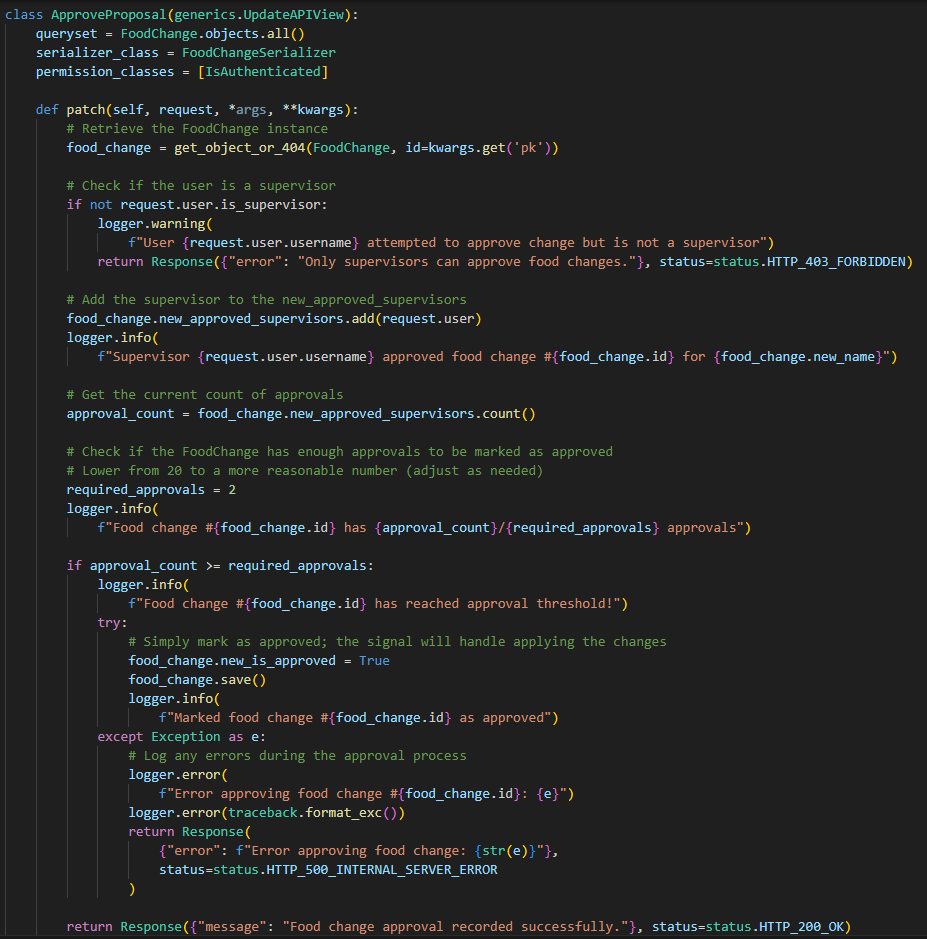 class ApproveProposal(generics.UpdateAPIView):
    queryset = FoodChange.objects.all()
    serializer_class = FoodChangeSerializer
    permission_classes = [IsAuthenticated]

    def patch(self, request, *args, **kwargs):
        # Retrieve the FoodChange instance
        food_change = get_object_or_404(FoodChange, id=kwargs.get('pk'))

        # Check if the user is a supervisor
        if not request.user.is_supervisor:
            logger.warning(
                f"User {request.user.username} attempted to approve change but is not a supervisor")
            return Response({"error": "Only supervisors can approve food changes."}, status=status.HTTP_403_FORBIDDEN)

        # Add the supervisor to the new_approved_supervisors
        food_change.new_approved_supervisors.add(request.user)
        logger.info(
            f"Supervisor {request.user.username} approved food change #{food_change.id} for {food_change.new_name}")

        # Get the current count of approvals
        approval_count = food_change.new_approved_supervisors.count()

        # Check if the FoodChange has enough approvals to be marked as approved
        # Lower from 20 to a more reasonable number (adjust as needed)
        required_approvals = 2
        logger.info(
            f"Food change #{food_change.id} has {approval_count}/{required_approvals} approvals")

        if approval_count >= required_approvals:
            logger.info(
                f"Food change #{food_change.id} has reached approval threshold!")
            try:
                # Simply mark as approved; the signal will handle applying the changes
                food_change.new_is_approved = True
                food_change.save()
                logger.info(
                    f"Marked food change #{food_change.id} as approved")
            except Exception as e:
                # Log any errors during the approval process
                logger.error(
                    f"Error approving food change #{food_change.id}: {e}")
                logger.error(traceback.format_exc())
                return Response(
                    {"error": f"Error approving food change: {str(e)}"},
                    status=status.HTTP_500_INTERNAL_SERVER_ERROR
                )

        return Response({"message": "Food change approval recorded successfully."}, status=status.HTTP_200_OK)